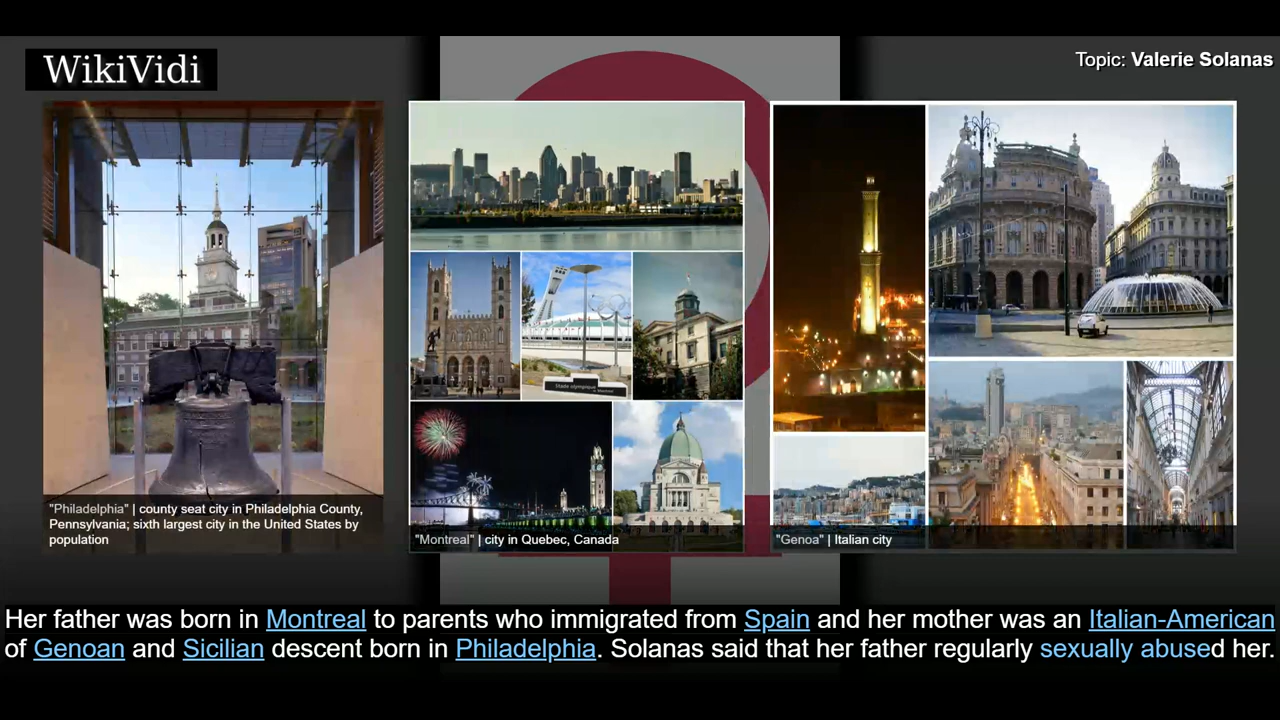 WikiVidi
Topic: Valerie Solanas
"Philadelphia" | county seat city in Philadelphia County,
Pennsylvania; sixth largest city in the United States by
population
"Montreal" | city in Quebec, Canada
"Genoa" | Italian city
Her father was born in Montreal to parents who immigrated from Spain and her mother was an Italian-American
of Genoan and Sicilian descent born in Philadelphia. Solanas said that her father regularly sexually abused her.